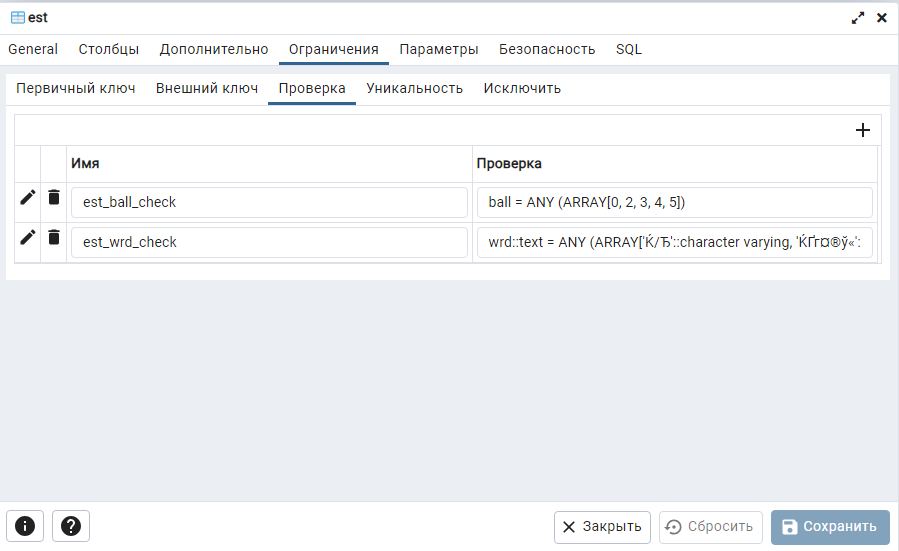 est
General Столбцы Дополнительно Ограничения Параметры Безопасность SQL
Первичный ключ Внешний ключ Проверка Уникальность Исключить
Имя Проверка
est_ball_check ball = ANY (ARRAY[0, 2, 3, 4, 5])
est_wrd_check wrd::text = ANY (ARRAY['Ќ/Ђ'::character varying, 'ЌҐг¤®ў«':
Закрыть Сбросить Сохранить